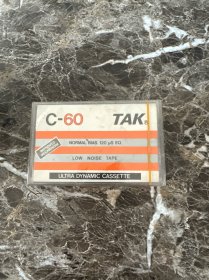 C-60 TAK.
NORMAL BIAS 120 µS EQ
LOW NOISE TAPE
ULTRA DYNAMIC CASSETTE